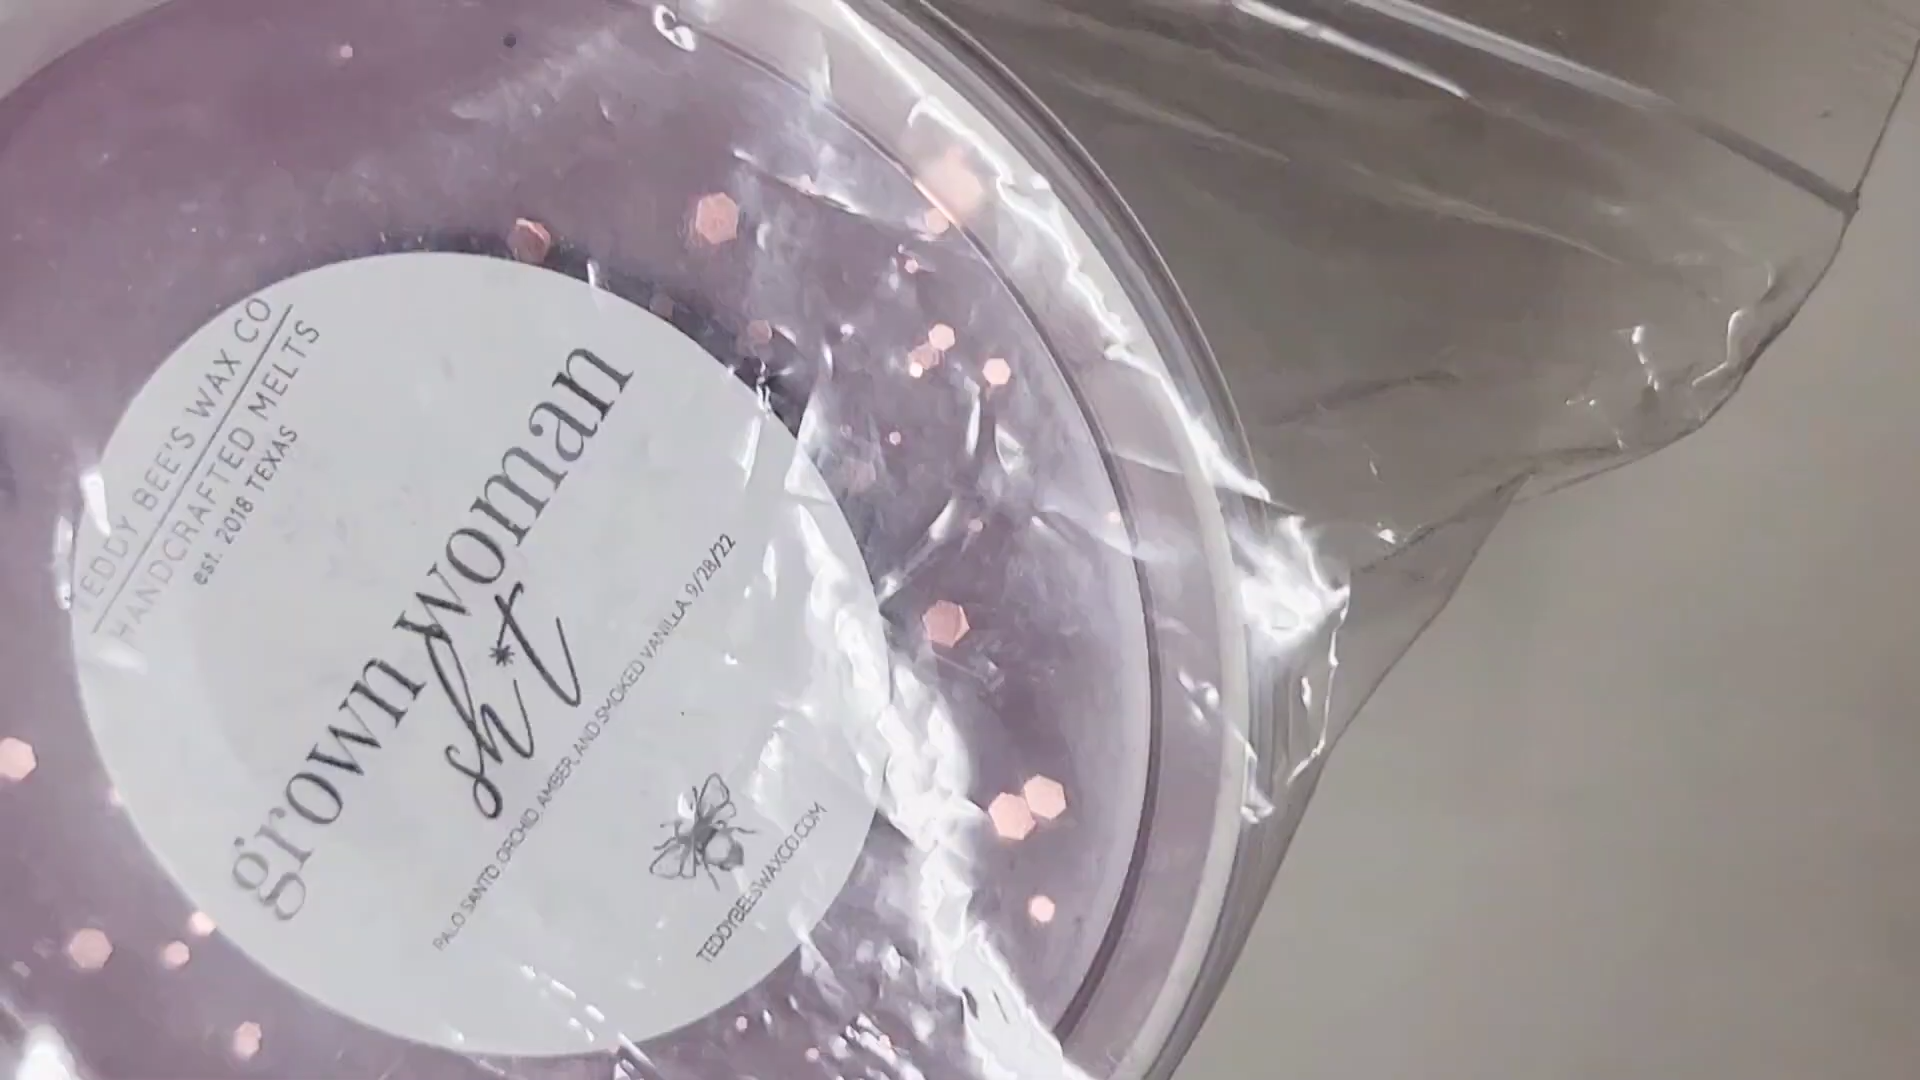 TEDDY BEE'S WAX CO
HANDCRAFTED MELTS
est. 2018 TEXAS
grown woman
sh*t
PALO SANTO, ORCHID, AMBER, AND SMOKED VANILLA 9/28/22
TEDDYBEESWAXCO.COM